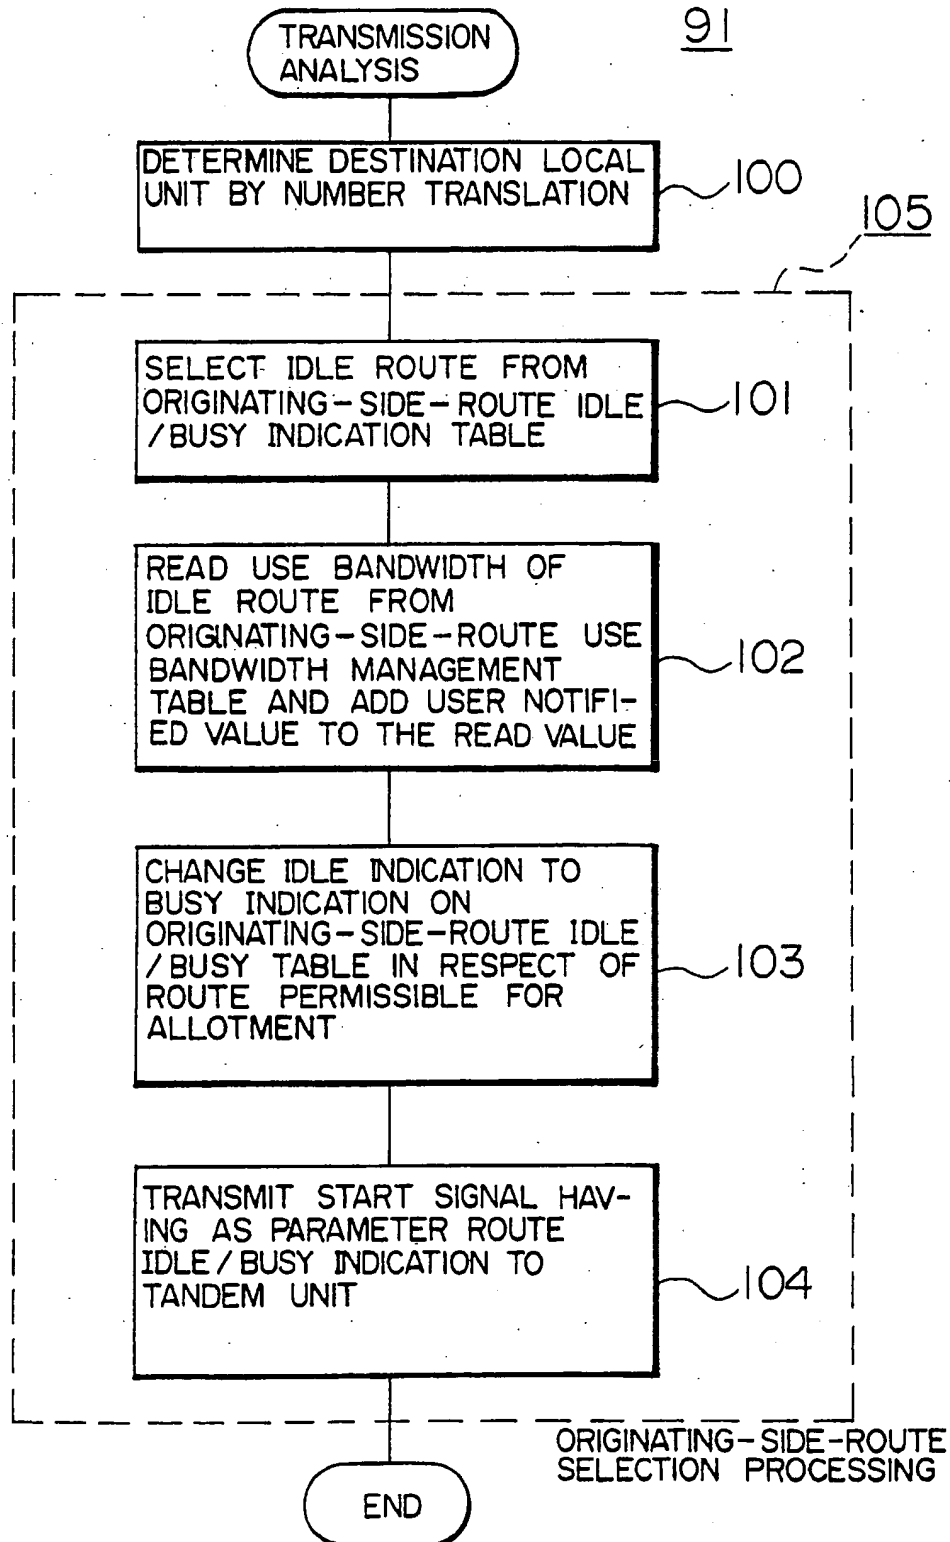 91
TRANSMISSION
ANALYSIS
DETERMINE DESTINATION LOCAL
UNIT BY NUMBER TRANSLATION
100
105
SELECT IDLE ROUTE FROM
ORIGINATING-SIDE-ROUTE IDLE
/BUSY INDICATION TABLE
101
READ USE BANDWIDTH OF
IDLE ROUTE FROM
ORIGINATING-SIDE-ROUTE USE
BANDWIDTH MANAGEMENT
TABLE AND ADD USER NOTIFI-
ED VALUE TO THE READ VALUE
102
CHANGE IDLE INDICATION TO
BUSY INDICATION ON
ORIGINATING-SIDE-ROUTE IDLE
/BUSY TABLE IN RESPECT OF
ROUTE PERMISSIBLE FOR
ALLOTMENT
103
TRANSMIT START SIGNAL HAV-
ING AS PARAMETER ROUTE
IDLE/BUSY INDICATION TO
TANDEM UNIT
104
ORIGINATING-SIDE-ROUTE
SELECTION PROCESSING
END